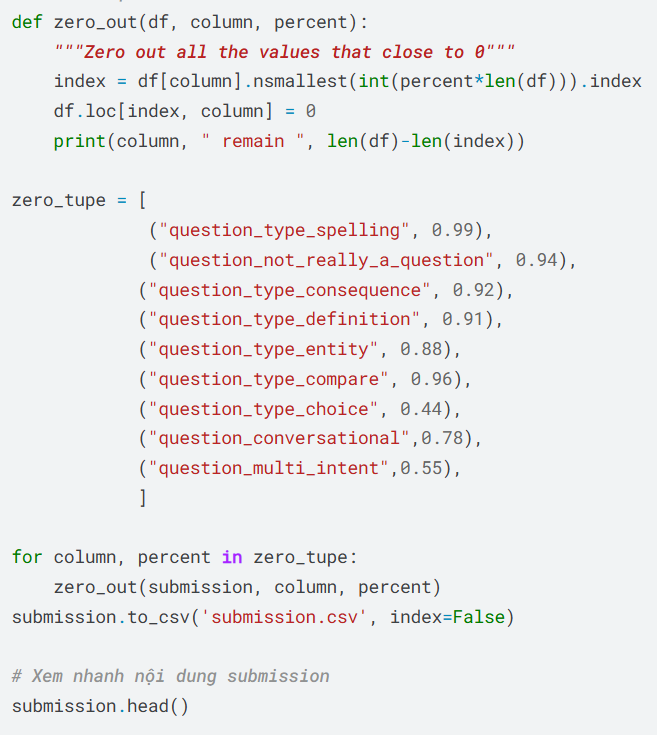 def zero_out(df, column, percent):
    """Zero out all the values that close to 0"""
    index = df[column].nsmallest(int(percent*len(df))).index
    df.loc[index, column] = 0
    print(column, " remain ", len(df)-len(index))
zero_tupe = [
             ("question_type_spelling", 0.99),
             ("question_not_really_a_question", 0.94),
            ("question_type_consequence", 0.92),
            ("question_type_definition", 0.91),
            ("question_type_entity", 0.88),
            ("question_type_compare", 0.96),
            ("question_type_choice", 0.44),
            ("question_conversational",0.78),
            ("question_multi_intent",0.55),
            ]
for column, percent in zero_tupe:
    zero_out(submission, column, percent)
submission.to_csv('submission.csv', index=False)
# Xem nhanh nội dung submission
submission.head()